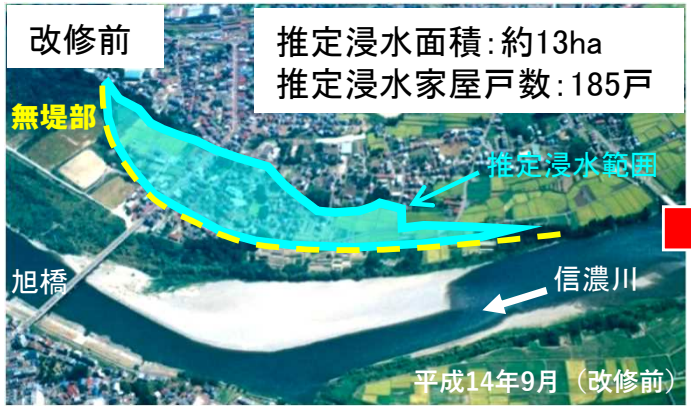 改修前
推定浸水面積:約13ha
推定浸水家屋戸数:185戸
無堤部
推定浸水範囲
旭橋
信濃川
平成14年9月(改修前)